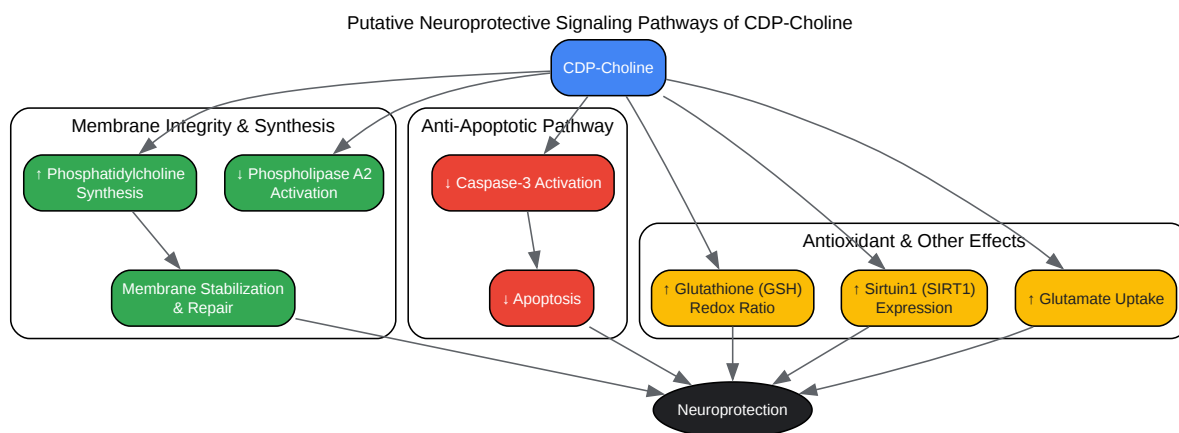 Putative Neuroprotective Signaling Pathways of CDP-Choline
CDP-Choline
Membrane Integrity & Synthesis
↑ Phosphatidylcholine
Synthesis
↓ Phospholipase A2
Activation
Membrane Stabilization
& Repair
Anti-Apoptotic Pathway
↓ Caspase-3 Activation
↓ Apoptosis
Antioxidant & Other Effects
↑ Glutathione (GSH)
Redox Ratio
↑ Sirtuin1 (SIRT1)
Expression
↑ Glutamate Uptake
Neuroprotection